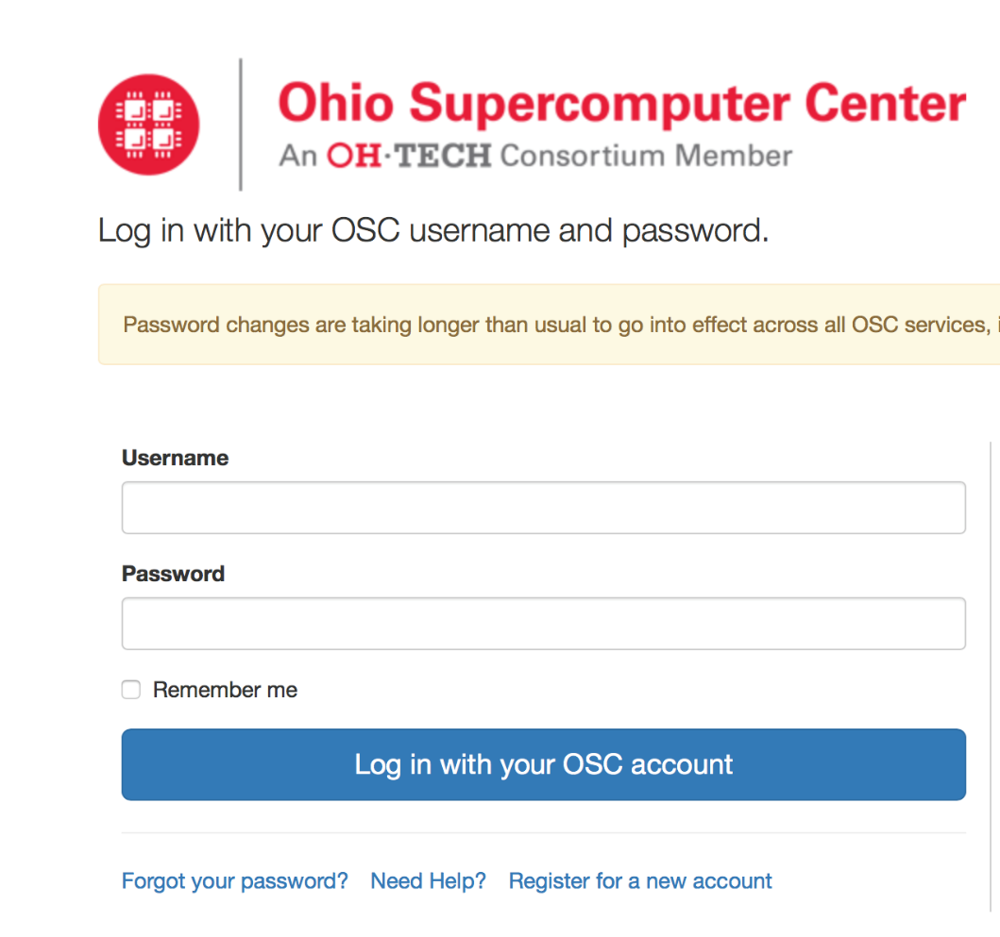 Ohio Supercomputer Center
An OH·TECH Consortium Member
Log in with your OSC username and password.
Password changes are taking longer than usual to go into effect across all OSC services,
Username
Password
Remember me
Log in with your OSC account
Forgot your password? Need Help? Register for a new account